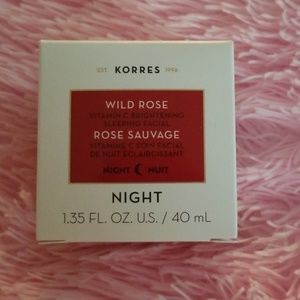 EST. KORRES 1996
WILD ROSE
VITAMIN C BRIGHTENING
SLEEPING FACIAL
ROSE SAUVAGE
VITAMINE C SOIN FACIAL
DE NUIT ÉCLAIRCISSANT
NIGHT NUIT
NIGHT
1.35 FL. OZ. U.S. / 40 mL